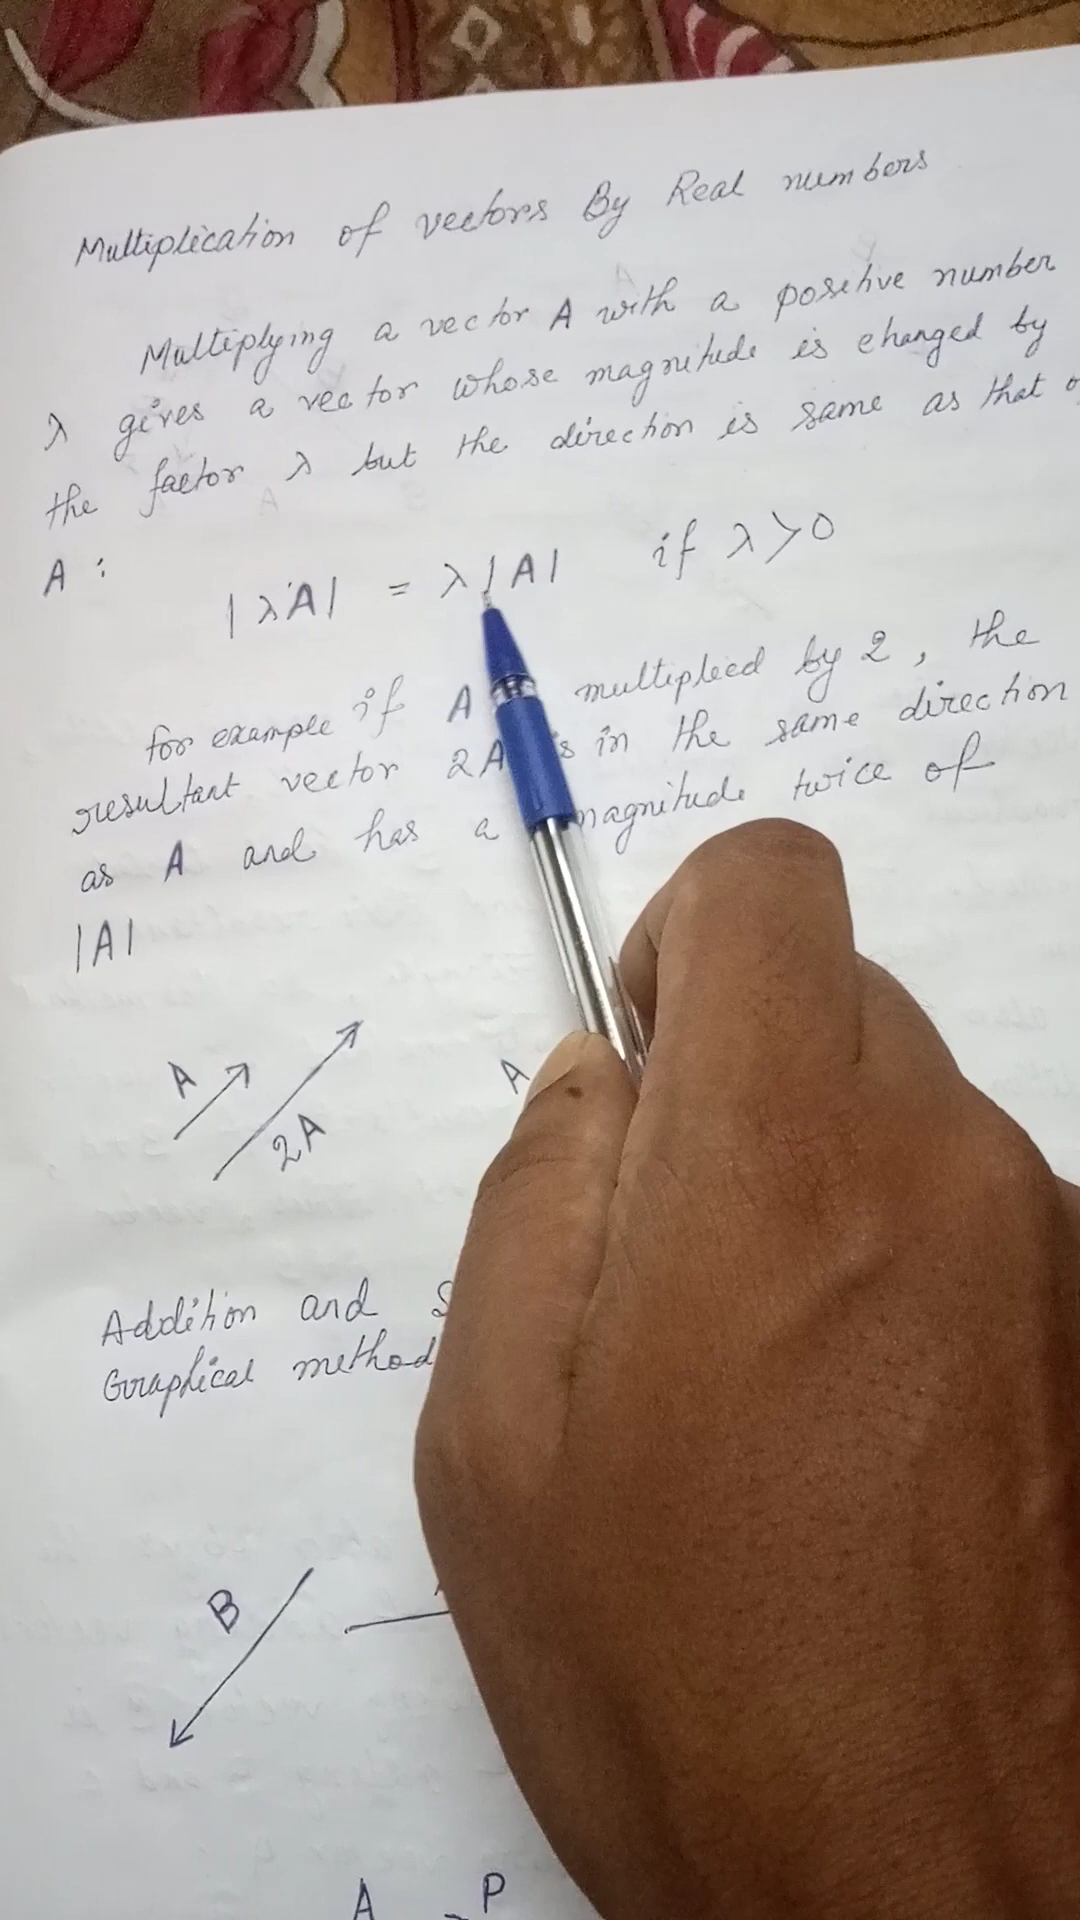 Multiplication of vectors By Real numbers
Multiplying a vector A with a positive number
λ gives a vector whose magnitude is changed by
the factor λ but the direction is same as that
A :
|λA| = λ|A| if λ>0
for example if A multiplied by 2, the
resultant vector 2A is in the same direction
as A and has a magnitude twice of
|A|
A
2A
A
Addition and
Graphical method
B
A
P